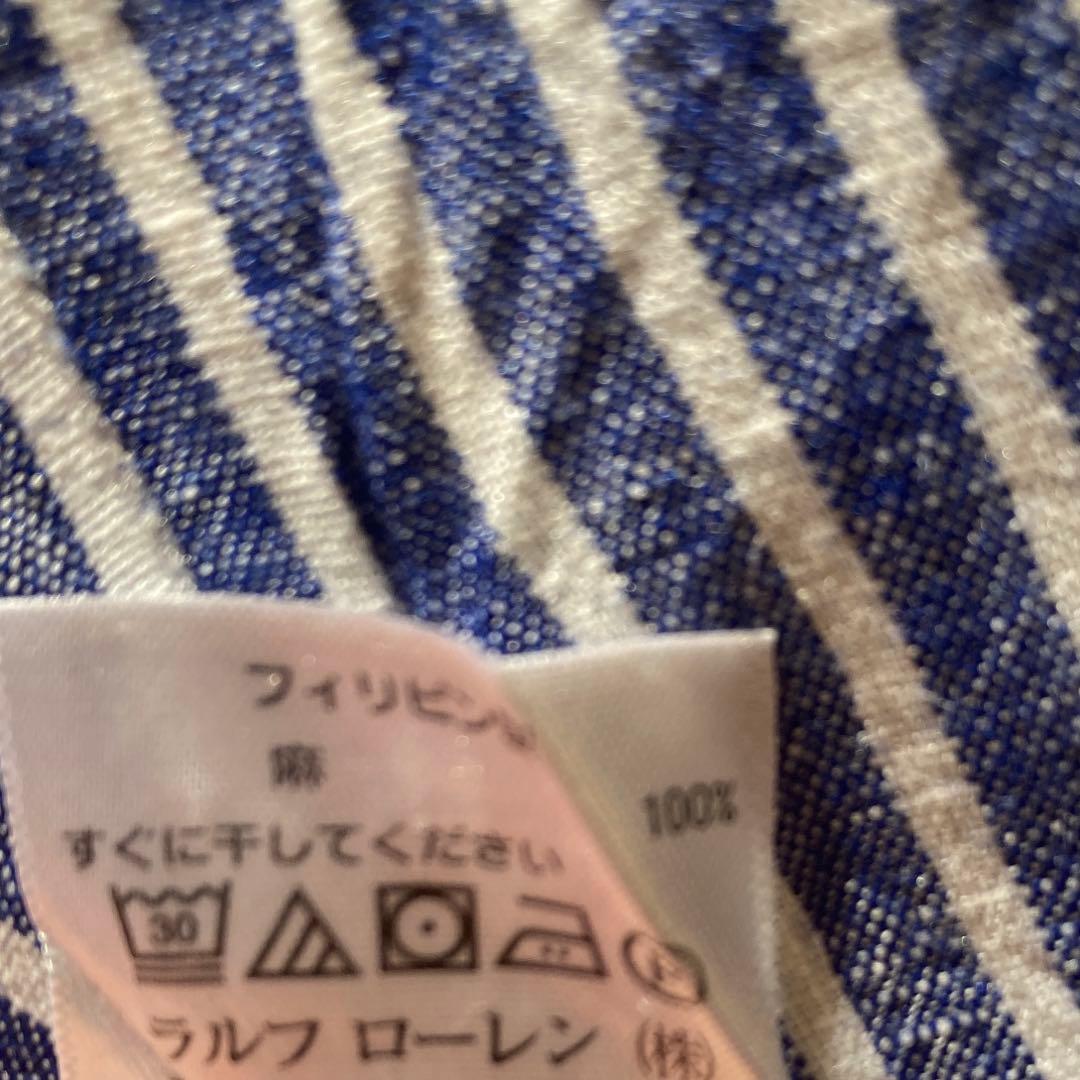 フィリピン製
麻 100%
すぐに干してください
30
P
ラルフ ローレン (株)